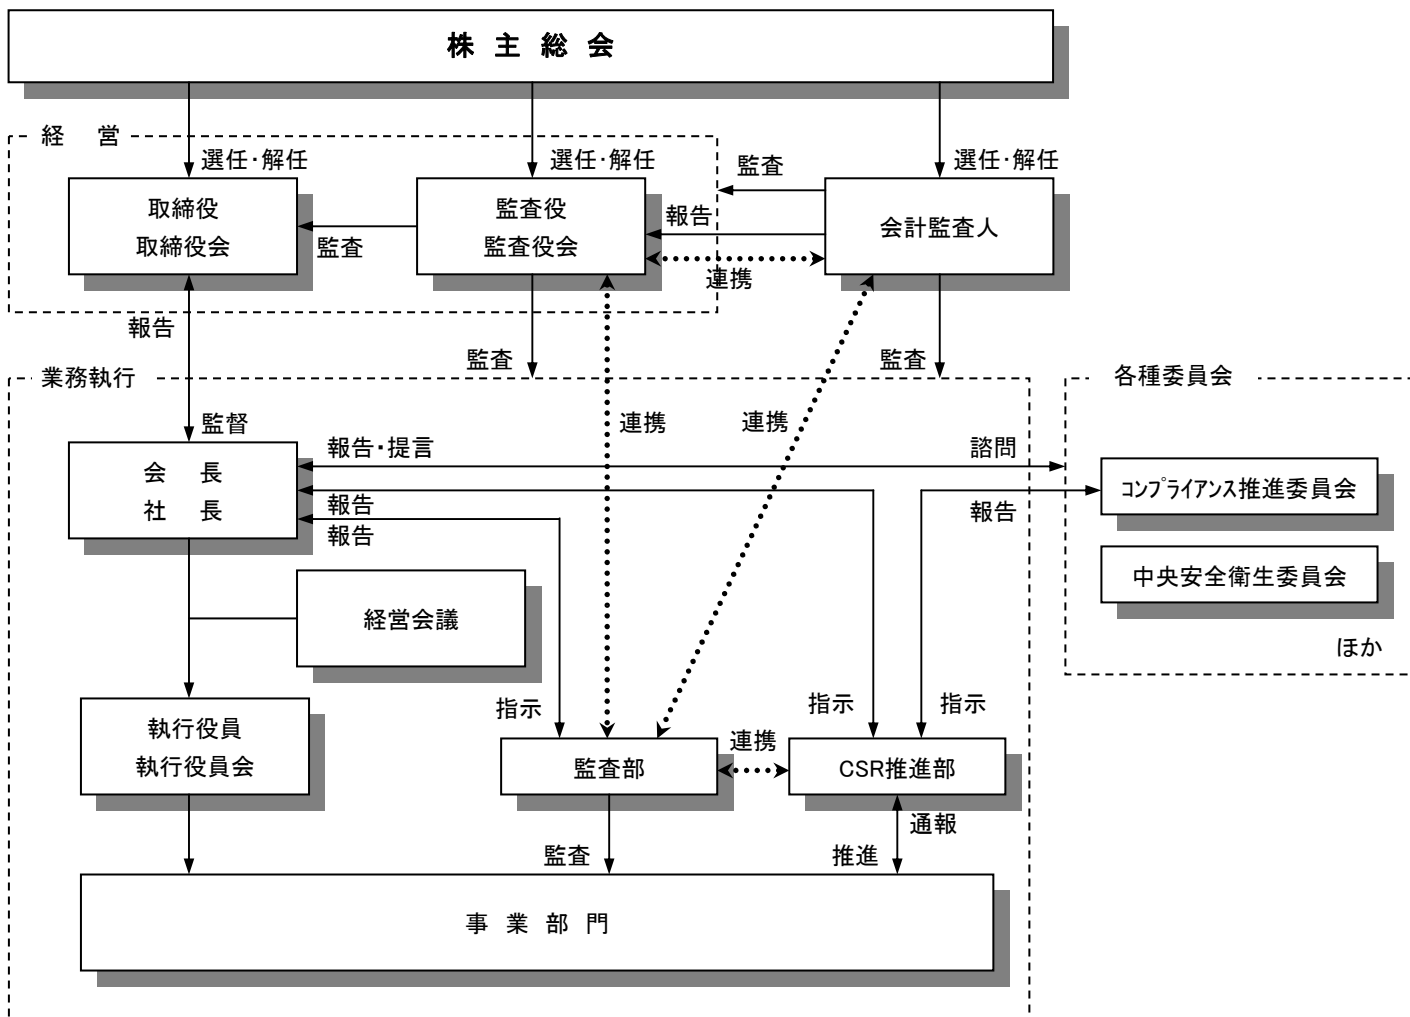 株 主 総 会
経 営
選任・解任
選任・解任
監査
選任・解任
取締役
取締役会
監査
監査役
監査役会
報告
会計監査人
連携
報告
監査
監査
業務執行
各種委員会
監督
連携
連携
報告・提言
諮問
会 長
社 長
報告
報告
報告
コンプライアンス推進委員会
中央安全衛生委員会
ほか
経営会議
指示
指示
指示
執行役員
執行役員会
監査部
連携
CSR推進部
通報
監査
推進
事 業 部 門